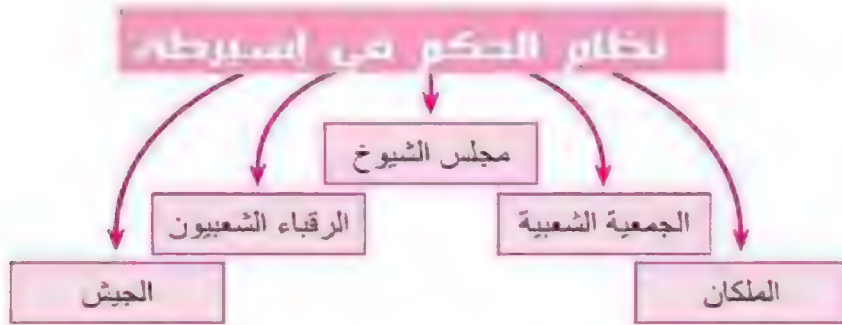 نظام الحكم في إسبرطة:
مجلس الشيوخ
الجمعية الشعبية
الرقباء الشعبيون
الملكان
الجيش